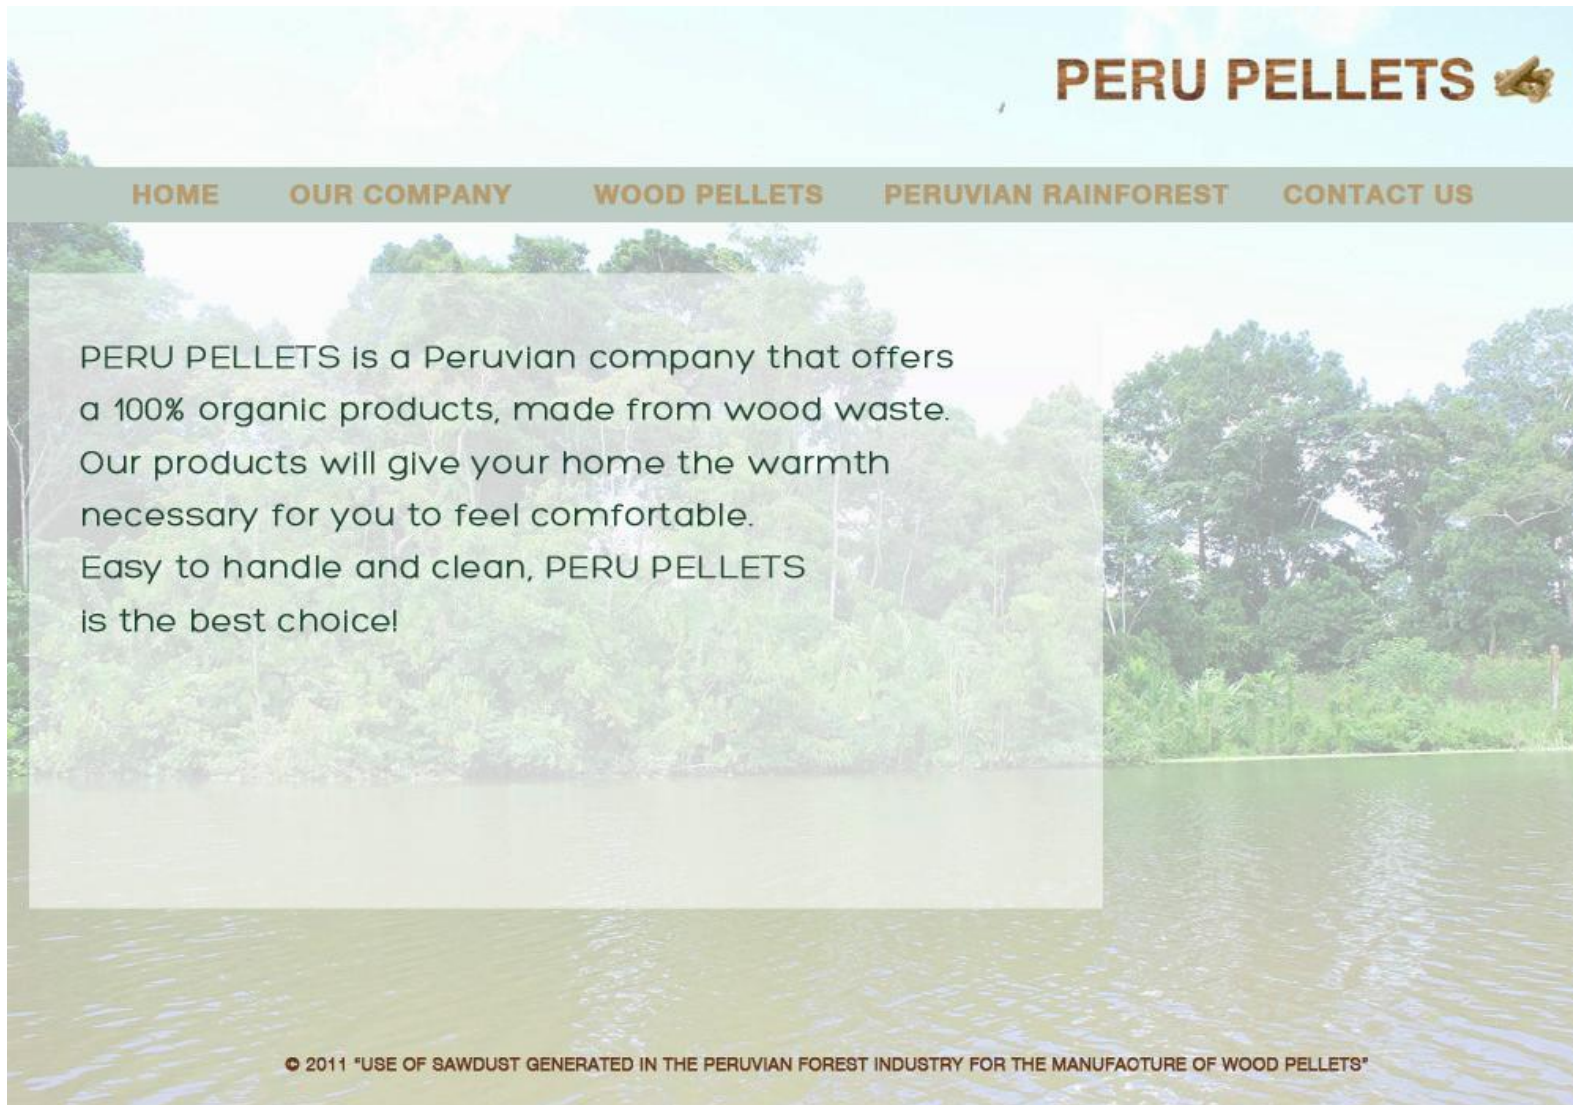 PERU PELLETS
HOME OUR COMPANY WOOD PELLETS PERUVIAN RAINFOREST CONTACT US
PERU PELLETS is a Peruvian company that offers
a 100% organic products, made from wood waste.
Our products will give your home the warmth
necessary for you to feel comfortable.
Easy to handle and clean, PERU PELLETS
is the best choice!
© 2011 "USE OF SAWDUST GENERATED IN THE PERUVIAN FOREST INDUSTRY FOR THE MANUFAOTURE OF WOOD PELLETS"